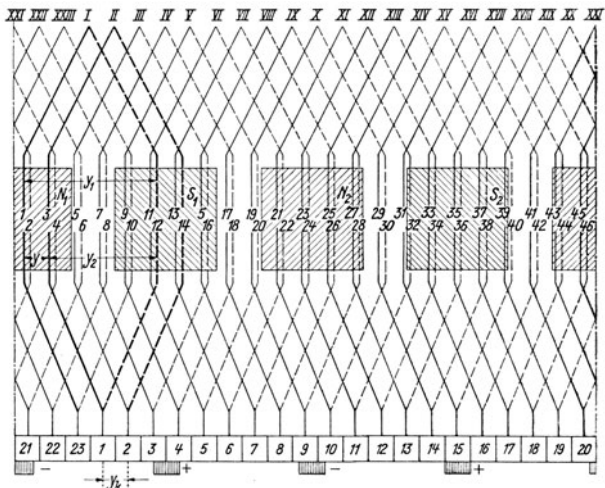 XXI XXII XXIII I II III IV V VI VII VIII IX X XI XII XIII XIV XV XVI XVII XVIII XIX XX XXI
N1 y1 S1 N2 S2
1 3 5 7 9 11 13 5 17 19 21 23 25 27 29 31 33 35 37 39 41 43 45
2 4 6 8 10 12 14 16 18 20 22 24 26 28 30 32 34 36 38 40 42 44 46
y y2
21 22 23 1 2 3 4 5 6 7 8 9 10 11 12 13 14 15 16 17 18 19 20
- + - +
yk